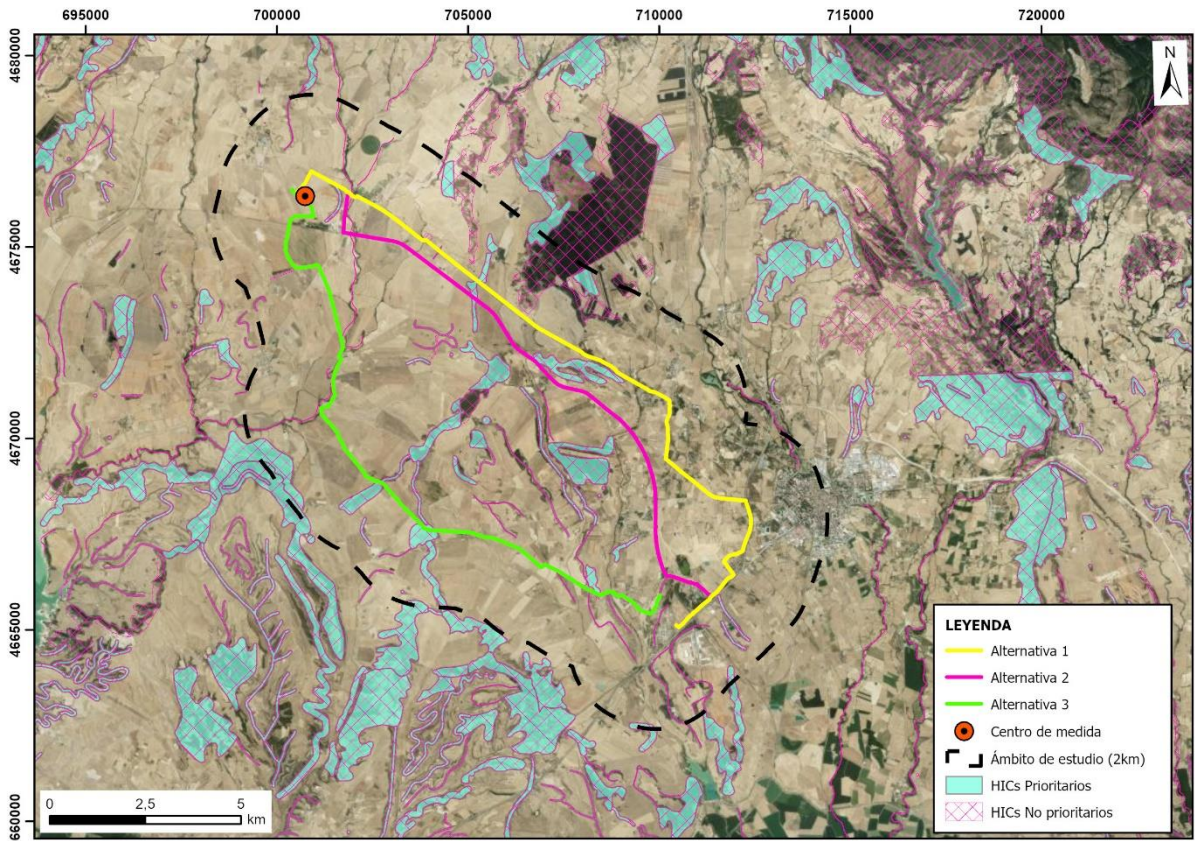 695000 700000 705000 710000 715000 720000
4680000
4675000
4670000
4665000
4660000
N
LEYENDA
Alternativa 1
Alternativa 2
Alternativa 3
Centro de medida
Ámbito de estudio (2km)
HICs Prioritarios
HICs No prioritarios
0 2,5 5
km